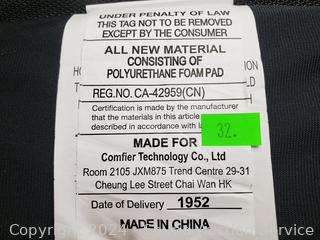 UNDER PENALTY OF LAW
THIS TAG NOT TO BE REMOVED
EXCEPT BY THE CONSUMER
ALL NEW MATERIAL
CONSISTING OF
POLYURETHANE FOAM PAD
REG.NO. CA-42959(CN)
Certification is made by the manufacturer
that the materials in this article
described in accordance with
32.
MADE FOR
Comfier Technology Co., Ltd
Room 2105 JXM875 Trend Centre 29-31
Cheung Lee Street Chai Wan HK
Date of Delivery 1952
MADE IN CHINA
Copyright 2024